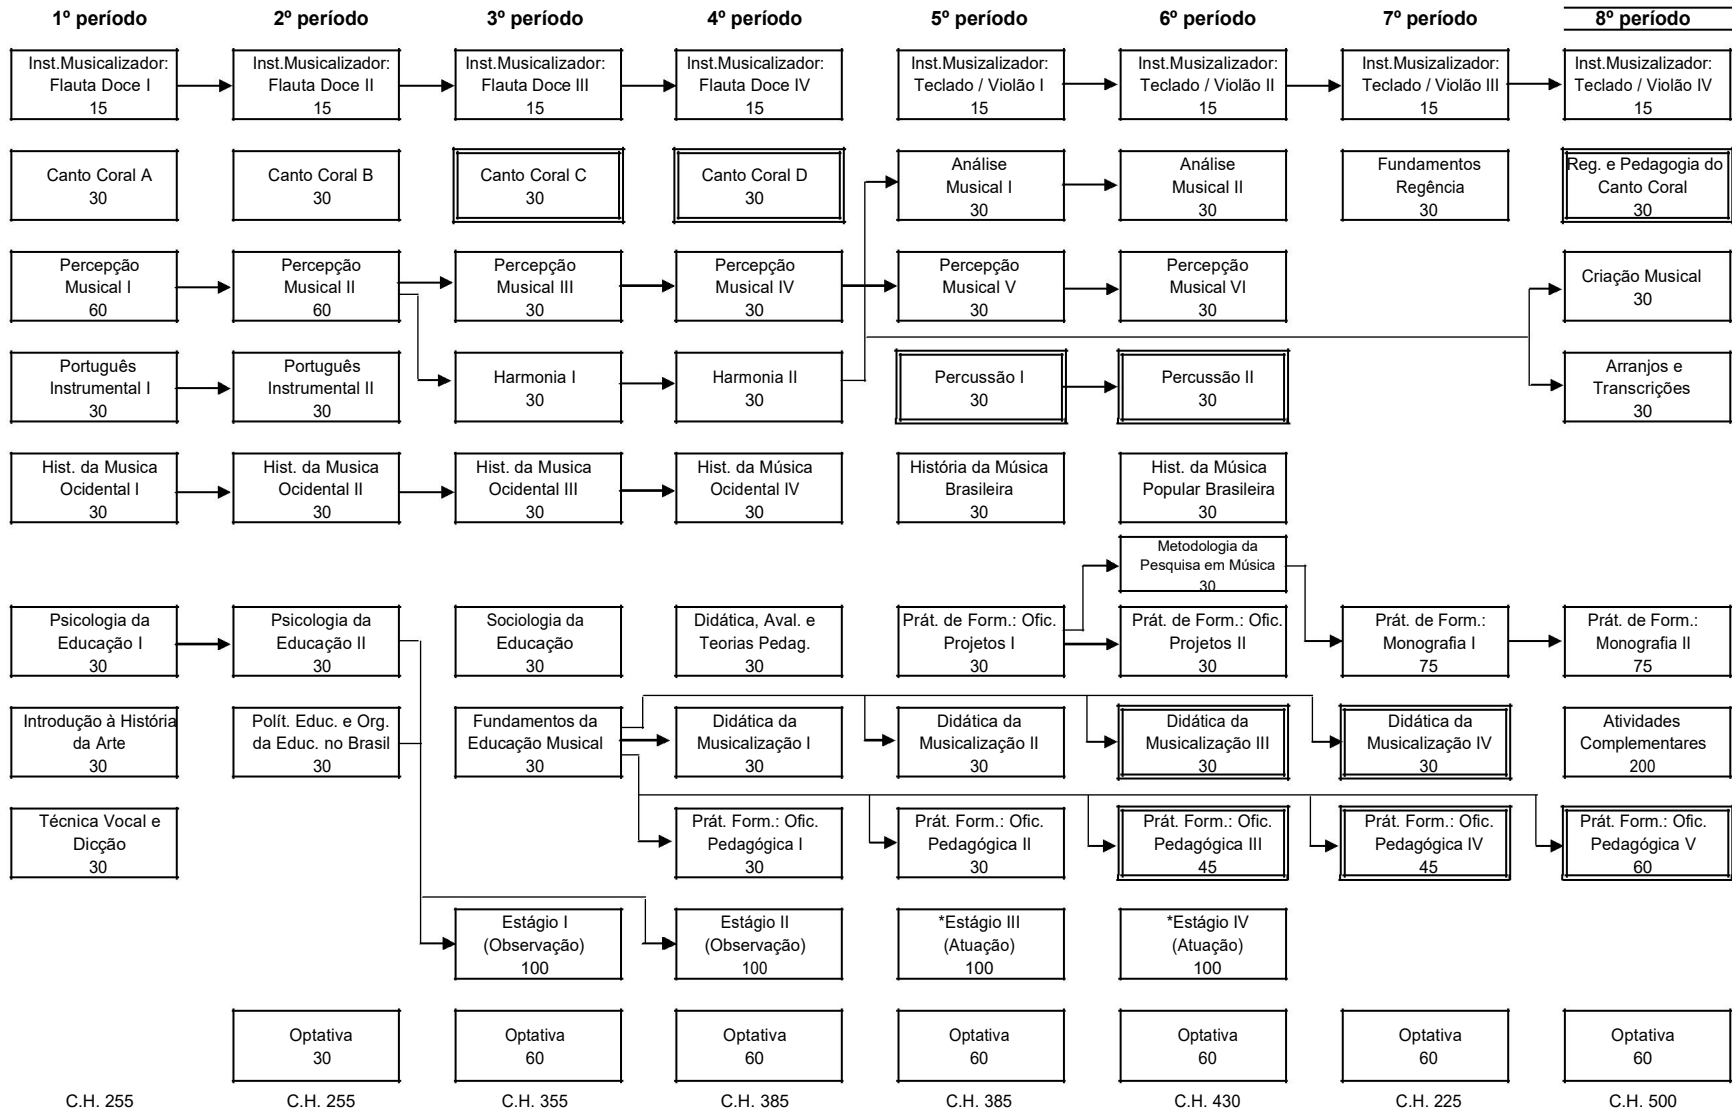 1º período
2º período
3º período
4º período
5º período
6º período
7º período
8º período
Inst.Musicalizador:
Flauta Doce I
15
Inst.Musicalizador:
Flauta Doce II
15
Inst.Musicalizador:
Flauta Doce III
15
Inst.Musicalizador:
Flauta Doce IV
15
Inst.Musizalizador:
Teclado / Violão I
15
Inst.Musizalizador:
Teclado / Violão II
15
Inst.Musizalizador:
Teclado / Violão III
15
Inst.Musizalizador:
Teclado / Violão IV
15
Canto Coral A
30
Canto Coral B
30
Canto Coral C
30
Canto Coral D
30
Análise
Musical I
30
Análise
Musical II
30
Fundamentos
Regência
30
Reg. e Pedagogia do
Canto Coral
30
Percepção
Musical I
60
Percepção
Musical II
60
Percepção
Musical III
30
Percepção
Musical IV
30
Percepção
Musical V
30
Percepção
Musical VI
30
Criação Musical
30
Português
Instrumental I
30
Português
Instrumental II
30
Harmonia I
30
Harmonia II
30
Percussão I
30
Percussão II
30
Arranjos e
Transcrições
30
Hist. da Musica
Ocidental I
30
Hist. da Musica
Ocidental II
30
Hist. da Musica
Ocidental III
30
Hist. da Música
Ocidental IV
30
História da Música
Brasileira
30
Hist. da Música
Popular Brasileira
30
Metodologia da
Pesquisa em Música
30
Psicologia da
Educação I
30
Psicologia da
Educação II
30
Sociologia da
Educação
30
Didática, Aval. e
Teorias Pedag.
30
Prát. de Form.: Ofic.
Projetos I
30
Prát. de Form.: Ofic.
Projetos II
30
Prát. de Form.:
Monografia I
75
Prát. de Form.:
Monografia II
75
Introdução à História
da Arte
30
Polít. Educ. e Org.
da Educ. no Brasil
30
Fundamentos da
Educação Musical
30
Didática da
Musicalização I
30
Didática da
Musicalização II
30
Didática da
Musicalização III
30
Didática da
Musicalização IV
30
Atividades
Complementares
200
Técnica Vocal e
Dicção
30
Prát. Form.: Ofic.
Pedagógica I
30
Prát. Form.: Ofic.
Pedagógica II
30
Prát. Form.: Ofic.
Pedagógica III
45
Prát. Form.: Ofic.
Pedagógica IV
45
Prát. Form.: Ofic.
Pedagógica V
60
Estágio I
(Observação)
100
Estágio II
(Observação)
100
*Estágio III
(Atuação)
100
*Estágio IV
(Atuação)
100
Optativa
30
Optativa
60
Optativa
60
Optativa
60
Optativa
60
Optativa
60
Optativa
60
C.H. 255
C.H. 255
C.H. 355
C.H. 385
C.H. 385
C.H. 430
C.H. 225
C.H. 500